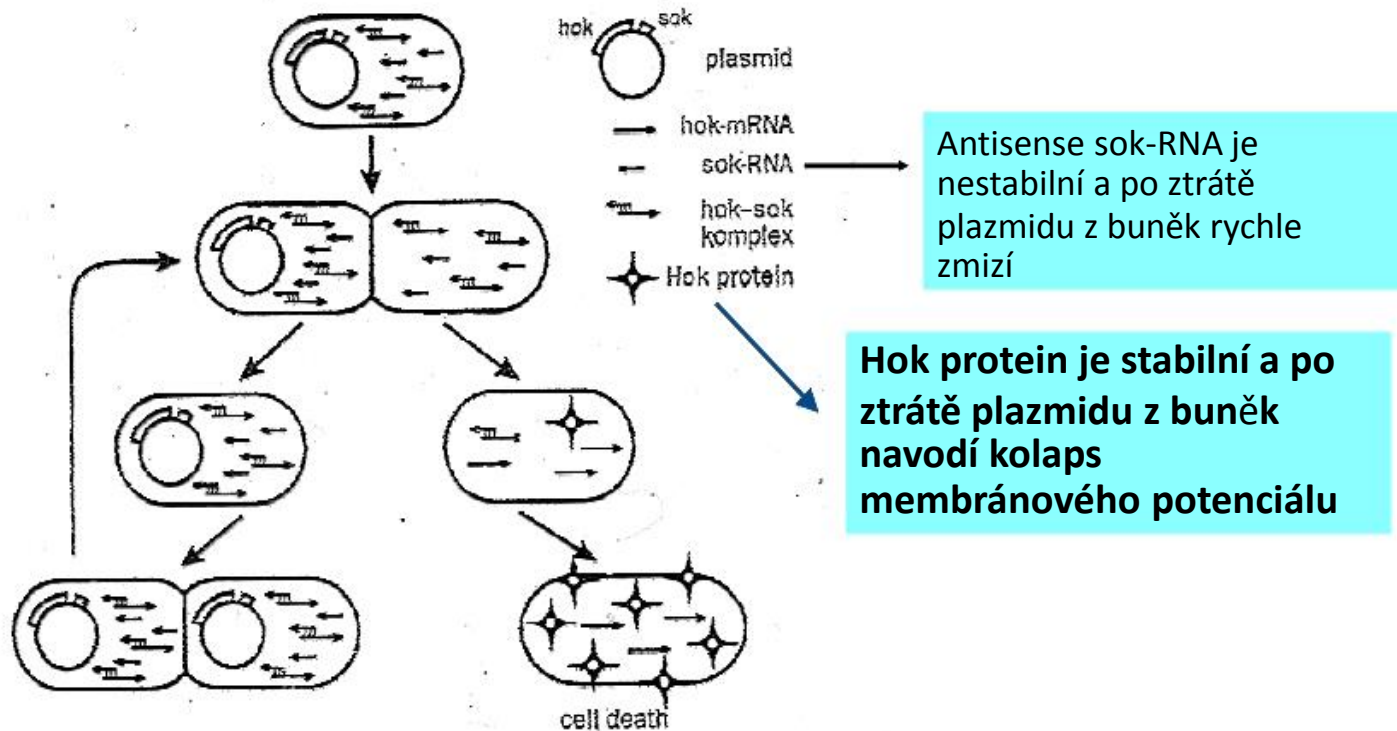 hok
sok
plasmid
hok-mRNA
sok-RNA
hok-sok
komplex
Hok protein
Antisense sok-RNA je
nestabilní a po ztrátě
plazmidu z buněk rychle
zmizí
Hok protein je stabilní a po
ztrátě plazmidu z buněk
navodí kolaps
membránového potenciálu
cell death